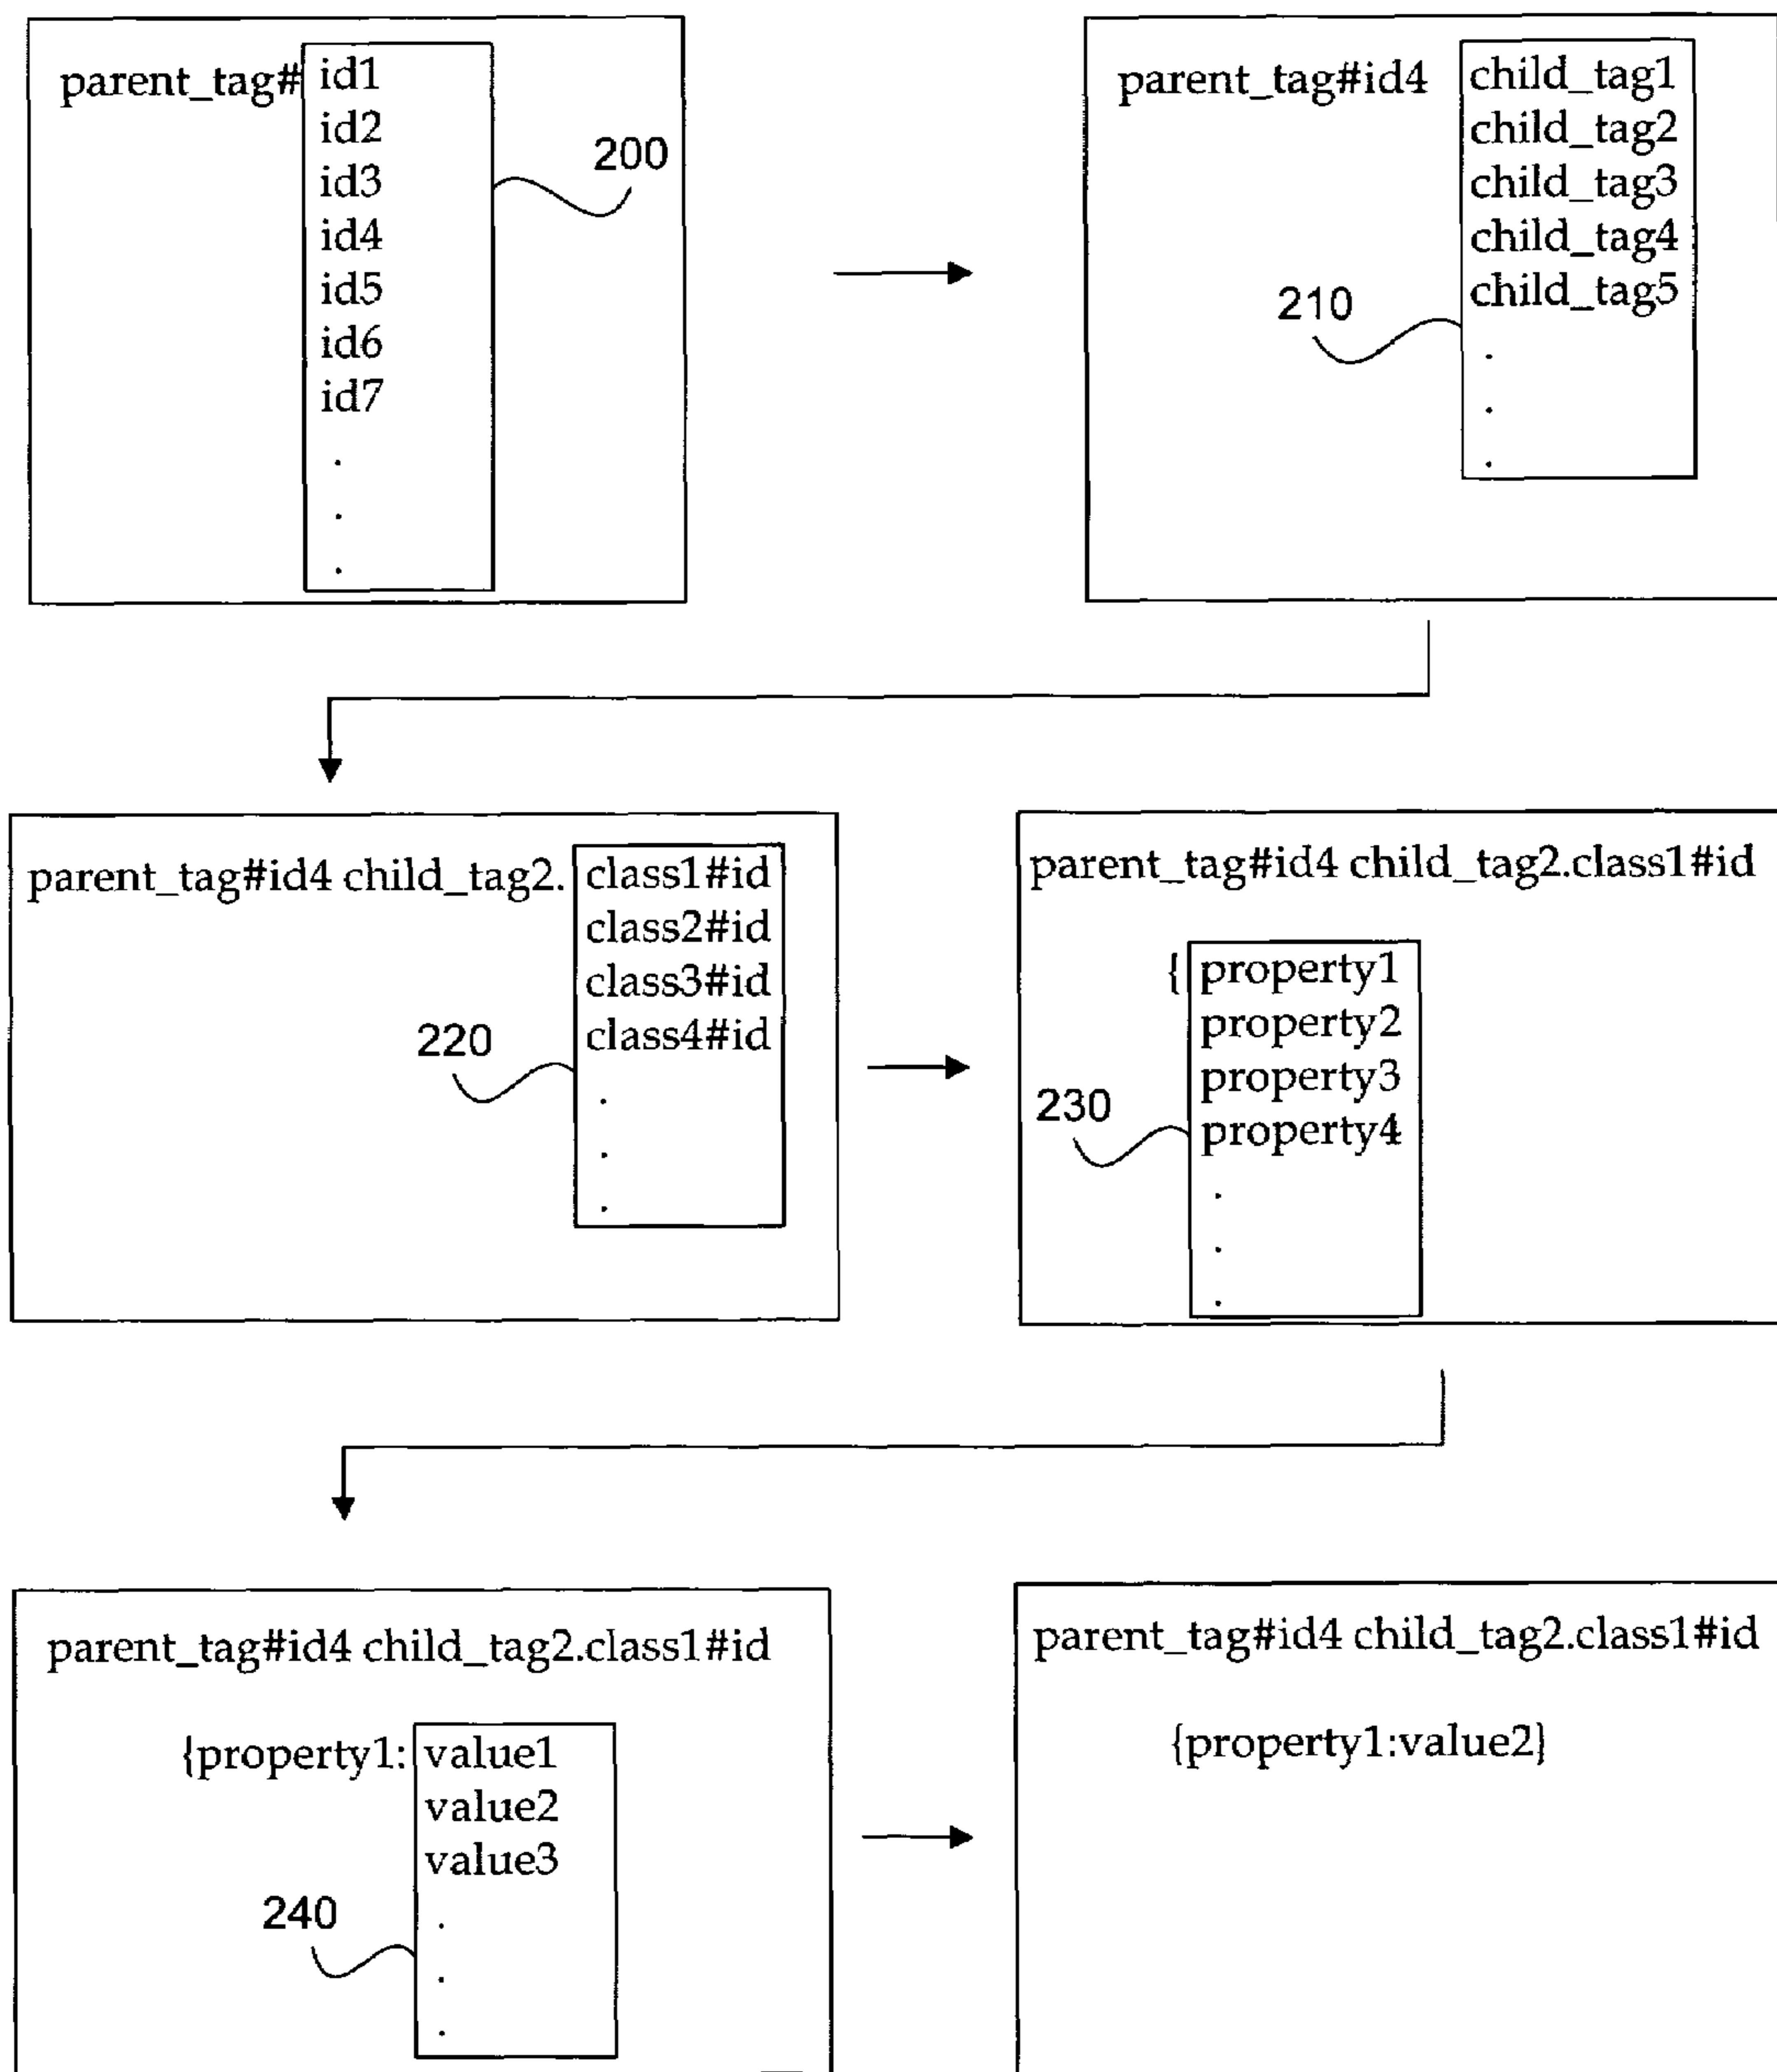 parent_tag# id1
id2
id3
id4
id5
id6
id7
.
.
.
200
parent_tag#id4 child_tag1
child_tag2
child_tag3
child_tag4
child_tag5
.
.
.
210
parent_tag#id4 child_tag2. class1#id
class2#id
class3#id
class4#id
.
.
.
220
parent_tag#id4 child_tag2.class1#id
{ property1
property2
property3
property4
.
.
.
230
parent_tag#id4 child_tag2.class1#id
{property1: value1
value2
value3
.
.
.
240
parent_tag#id4 child_tag2.class1#id
{property1:value2}